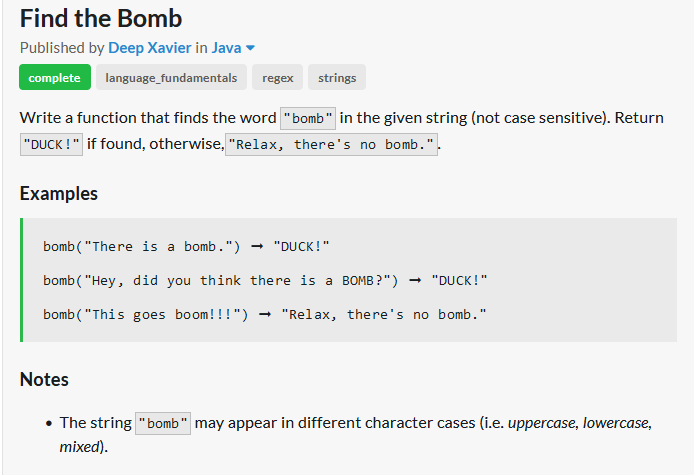 Find the Bomb
Published by Deep Xavier in Java
complete language_fundamentals regex strings
Write a function that finds the word "bomb" in the given string (not case sensitive). Return
"DUCK!" if found, otherwise, "Relax, there's no bomb.".
Examples
bomb("There is a bomb.") ➞ "DUCK!"
bomb("Hey, did you think there is a BOMB?") ➞ "DUCK!"
bomb("This goes boom!!!") ➞ "Relax, there's no bomb."
Notes
• The string "bomb" may appear in different character cases (i.e. uppercase, lowercase,
mixed).